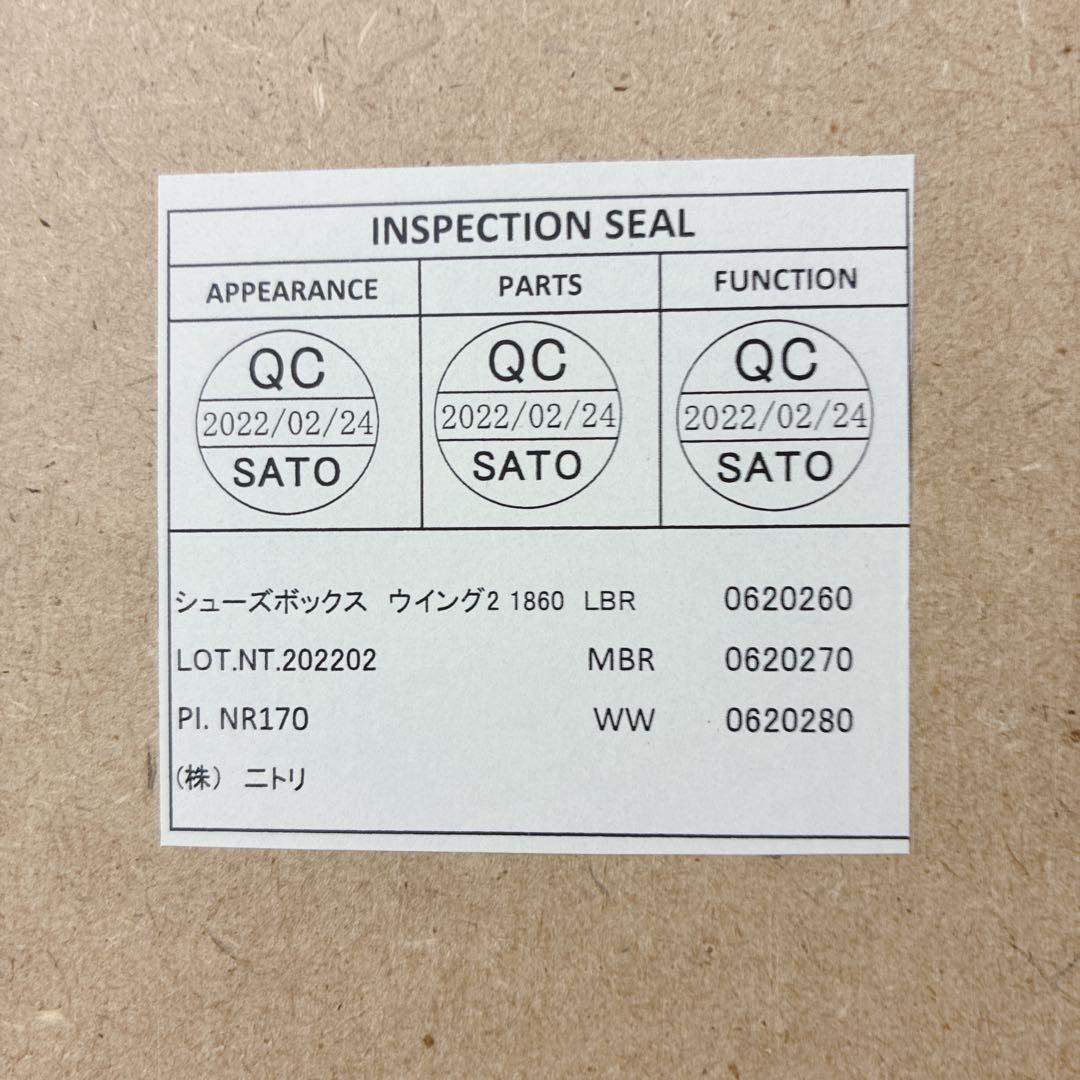 INSPECTION SEAL
APPEARANCE PARTS FUNCTION
QC QC QC
2022/02/24 2022/02/24 2022/02/24
SATO SATO SATO
シューズボックス ウイング2 1860 LBR 0620260
LOT.NT.202202 MBR 0620270
PI. NR170 WW 0620280
(株) ニトリ